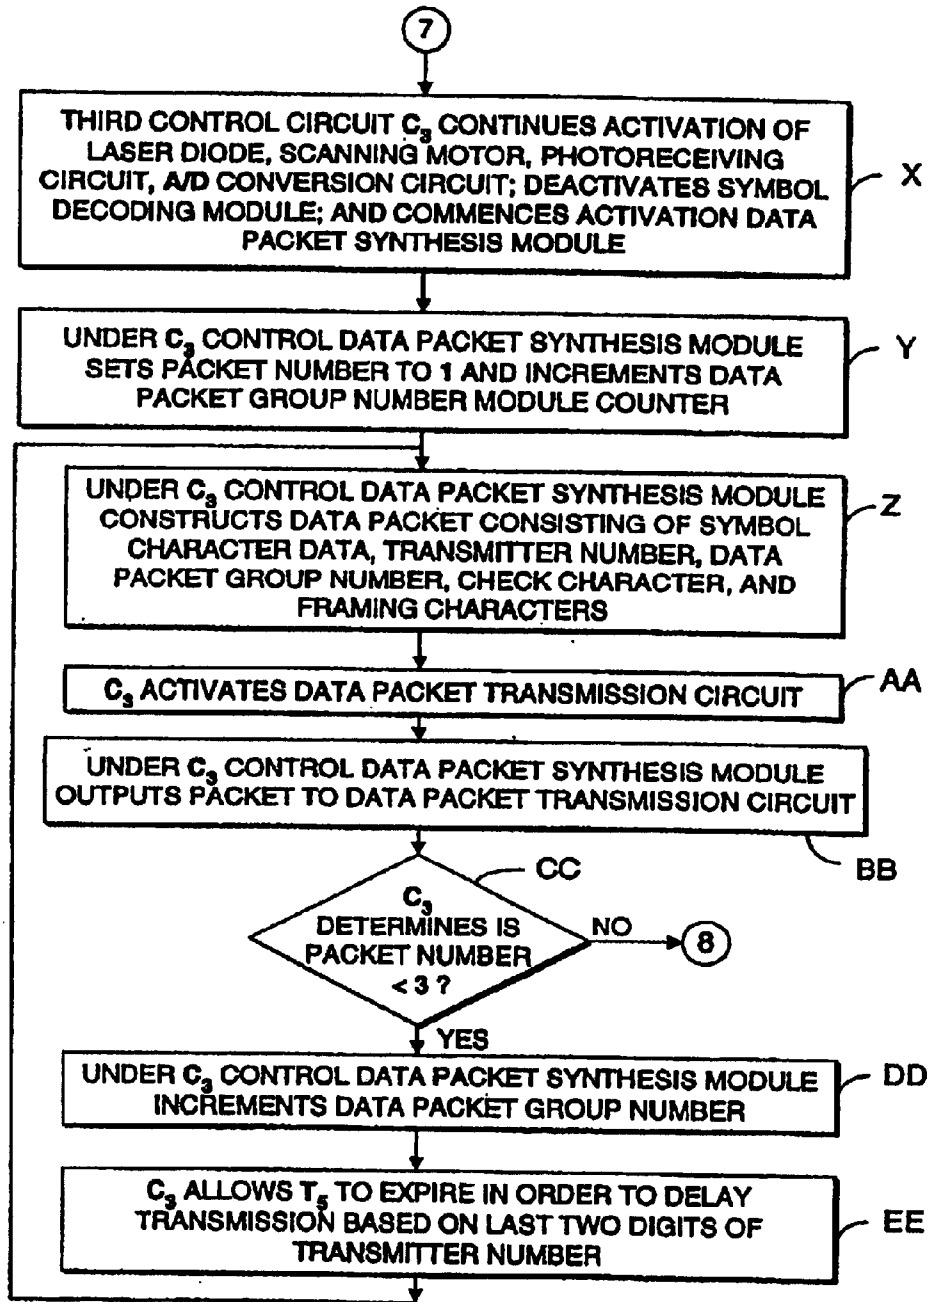 7
THIRD CONTROL CIRCUIT C₃ CONTINUES ACTIVATION OF
LASER DIODE, SCANNING MOTOR, PHOTORECEIVING
CIRCUIT, A/D CONVERSION CIRCUIT; DEACTIVATES SYMBOL
DECODING MODULE; AND COMMENCES ACTIVATION DATA
PACKET SYNTHESIS MODULE
X
UNDER C₃ CONTROL DATA PACKET SYNTHESIS MODULE
SETS PACKET NUMBER TO 1 AND INCREMENTS DATA
PACKET GROUP NUMBER MODULE COUNTER
Y
UNDER C₃ CONTROL DATA PACKET SYNTHESIS MODULE
CONSTRUCTS DATA PACKET CONSISTING OF SYMBOL
CHARACTER DATA, TRANSMITTER NUMBER, DATA
PACKET GROUP NUMBER, CHECK CHARACTER, AND
FRAMING CHARACTERS
Z
C₃ ACTIVATES DATA PACKET TRANSMISSION CIRCUIT
AA
UNDER C₃ CONTROL DATA PACKET SYNTHESIS MODULE
OUTPUTS PACKET TO DATA PACKET TRANSMISSION CIRCUIT
BB
CC
C₃
DETERMINES IS
PACKET NUMBER
< 3 ?
NO
8
YES
UNDER C₃ CONTROL DATA PACKET SYNTHESIS MODULE
INCREMENTS DATA PACKET GROUP NUMBER
DD
C₃ ALLOWS T₅ TO EXPIRE IN ORDER TO DELAY
TRANSMISSION BASED ON LAST TWO DIGITS OF
TRANSMITTER NUMBER
EE